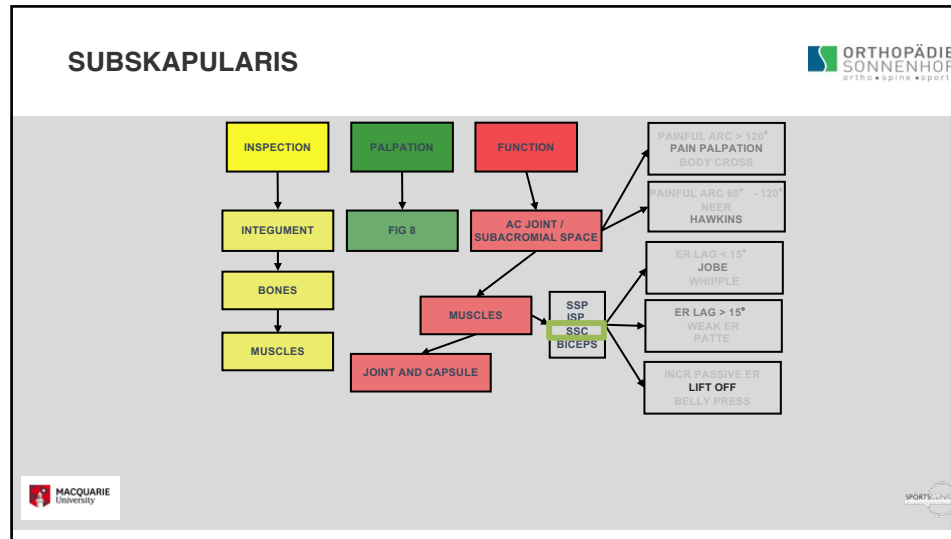 SUBSKAPULARIS
ORTHOPÄDIE
SONNENHOF
ortho • spine • sport
INSPECTION
PALPATION
FUNCTION
PAINFUL ARC > 120°
PAIN PALPATION
BODY CROSS
INTEGUMENT
FIG 8
AC JOINT /
SUBACROMIAL SPACE
PAINFUL ARC 60° - 120°
NEER
HAWKINS
BONES
ER LAG < 15°
JOBE
WHIPPLE
MUSCLES
SSP
ISP
SSC
BICEPS
ER LAG > 15°
WEAK ER
PATTE
MUSCLES
JOINT AND CAPSULE
INCR PASSIVE ER
LIFT OFF
BELLY PRESS
MACQUARIE
University